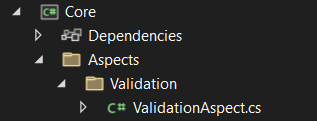 Core
Dependencies
Aspects
Validation
C# ValidationAspect.cs